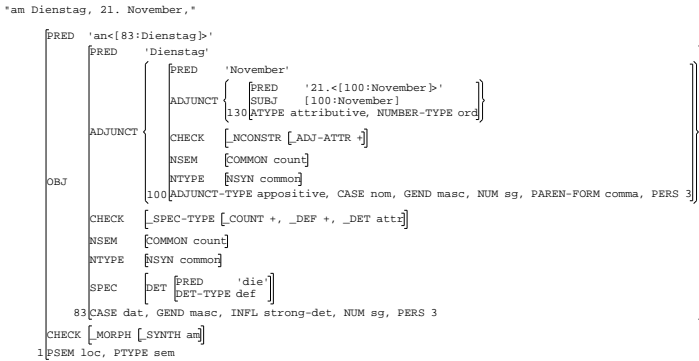 "am Dienstag, 21. November,"
PRED 'an<[83:Dienstag]>'
PRED 'Dienstag'
PRED 'November'
PRED '21.<[100:November]>'
ADJUNCT SUBJ [100:November]
130 ATYPE attributive, NUMBER-TYPE ord
ADJUNCT CHECK [_NCONSTR [_ADJ-ATTR +]]
NSEM [COMMON count]
NTYPE [NSYN common]
OBJ
100 ADJUNCT-TYPE appositive, CASE nom, GEND masc, NUM sg, PAREN-FORM comma, PERS 3
CHECK [_SPEC-TYPE [_COUNT +, _DEF +, _DET attr]]
NSEM [COMMON count]
NTYPE [NSYN common]
SPEC DET PRED 'die'
DET-TYPE def
83 CASE dat, GEND masc, INFL strong-det, NUM sg, PERS 3
CHECK [_MORPH [_SYNTH am]]
1 PSEM loc, PTYPE sem